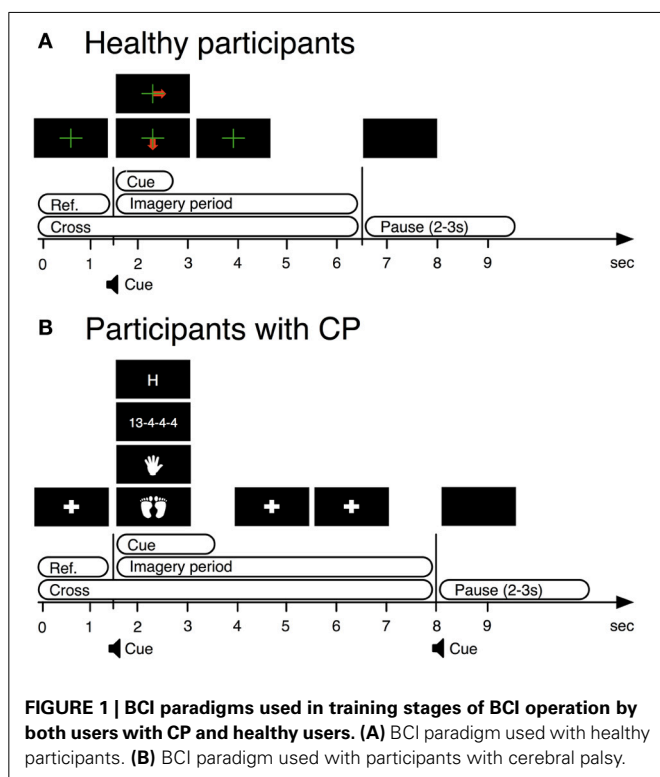 A Healthy participants
Cue
Ref. Imagery period
Cross Pause (2-3s)
0 1 2 3 4 5 6 7 8 9 sec
Cue
B Participants with CP
H
13-4-4-4
Cue
Ref. Imagery period
Cross Pause (2-3s)
0 1 2 3 4 5 6 7 8 9 sec
Cue Cue
FIGURE 1 | BCI paradigms used in training stages of BCI operation by
both users with CP and healthy users. (A) BCI paradigm used with healthy
participants. (B) BCI paradigm used with participants with cerebral palsy.